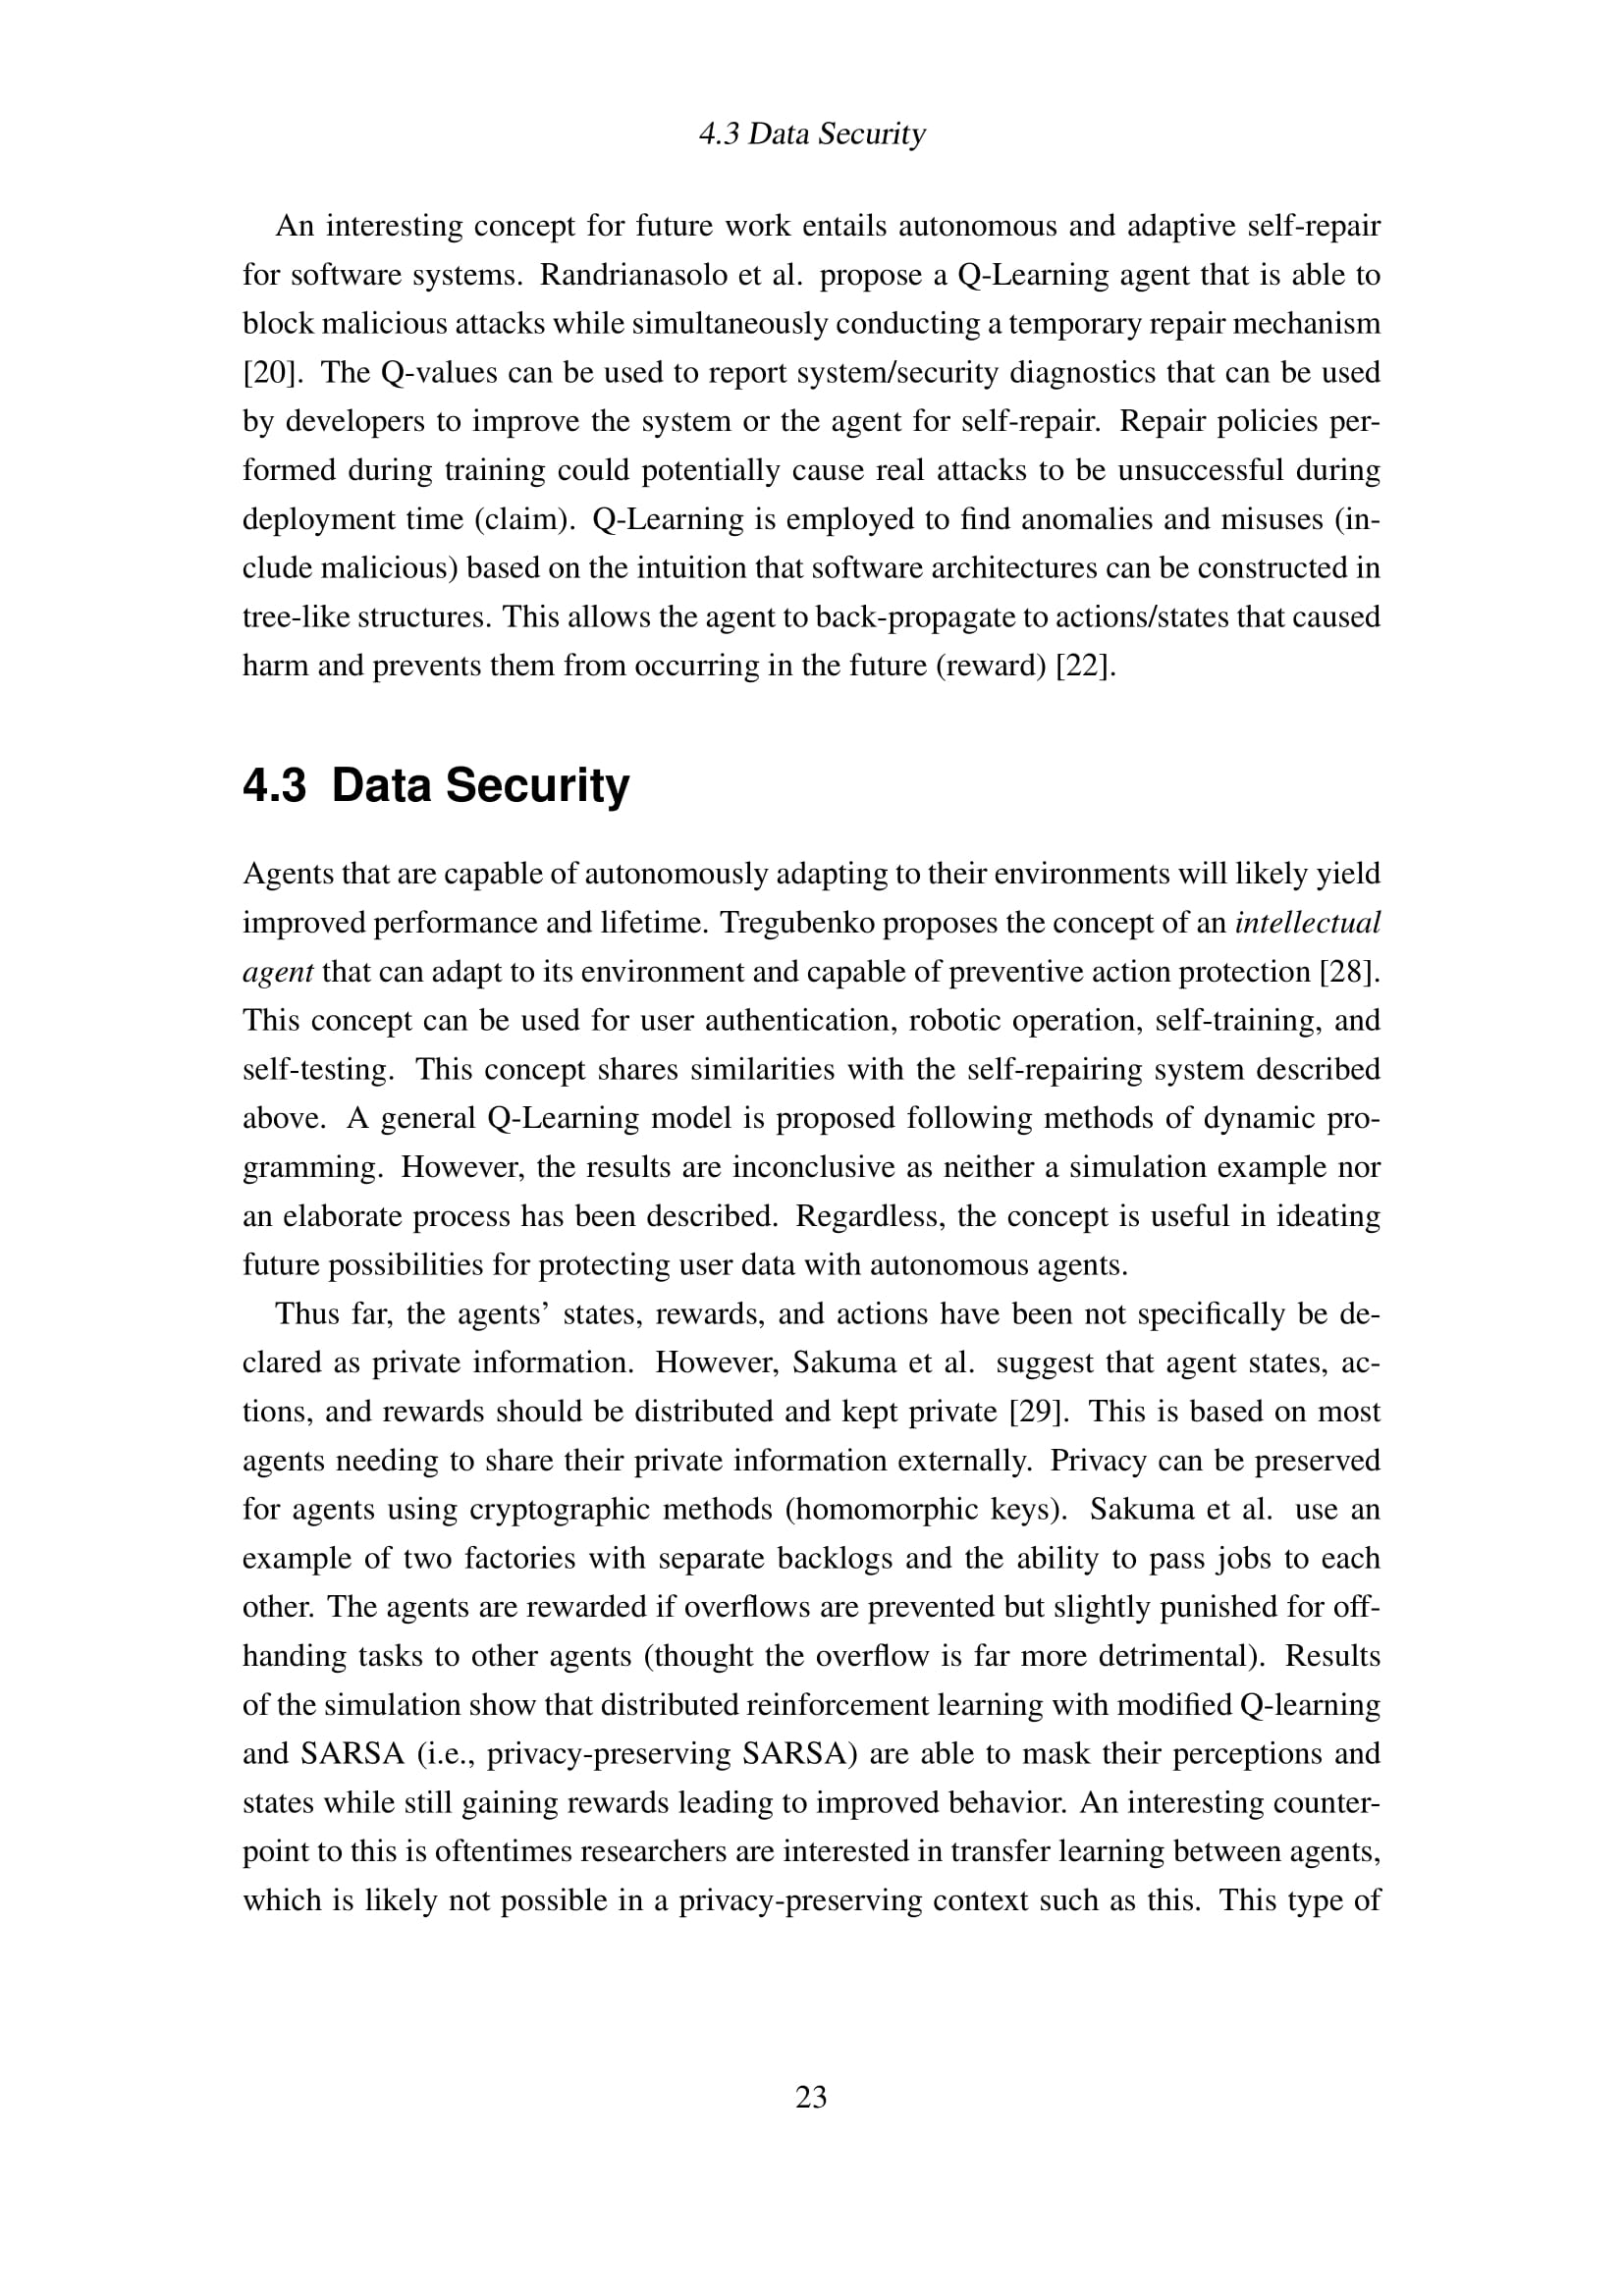 4.3 Data Security
An interesting concept for future work entails autonomous and adaptive self-repair
for software systems. Randrianasolo et al. propose a Q-Learning agent that is able to
block malicious attacks while simultaneously conducting a temporary repair mechanism
[20]. The Q-values can be used to report system/security diagnostics that can be used
by developers to improve the system or the agent for self-repair. Repair policies per-
formed during training could potentially cause real attacks to be unsuccessful during
deployment time (claim). Q-Learning is employed to find anomalies and misuses (in-
clude malicious) based on the intuition that software architectures can be constructed in
tree-like structures. This allows the agent to back-propagate to actions/states that caused
harm and prevents them from occurring in the future (reward) [22].
4.3 Data Security
Agents that are capable of autonomously adapting to their environments will likely yield
improved performance and lifetime. Tregubenko proposes the concept of an intellectual
agent that can adapt to its environment and capable of preventive action protection [28].
This concept can be used for user authentication, robotic operation, self-training, and
self-testing. This concept shares similarities with the self-repairing system described
above. A general Q-Learning model is proposed following methods of dynamic pro-
gramming. However, the results are inconclusive as neither a simulation example nor
an elaborate process has been described. Regardless, the concept is useful in ideating
future possibilities for protecting user data with autonomous agents.
Thus far, the agents’ states, rewards, and actions have been not specifically be de-
clared as private information. However, Sakuma et al. suggest that agent states, ac-
tions, and rewards should be distributed and kept private [29]. This is based on most
agents needing to share their private information externally. Privacy can be preserved
for agents using cryptographic methods (homomorphic keys). Sakuma et al. use an
example of two factories with separate backlogs and the ability to pass jobs to each
other. The agents are rewarded if overflows are prevented but slightly punished for off-
handing tasks to other agents (thought the overflow is far more detrimental). Results
of the simulation show that distributed reinforcement learning with modified Q-learning
and SARSA (i.e., privacy-preserving SARSA) are able to mask their perceptions and
states while still gaining rewards leading to improved behavior. An interesting counter-
point to this is oftentimes researchers are interested in transfer learning between agents,
which is likely not possible in a privacy-preserving context such as this. This type of
23